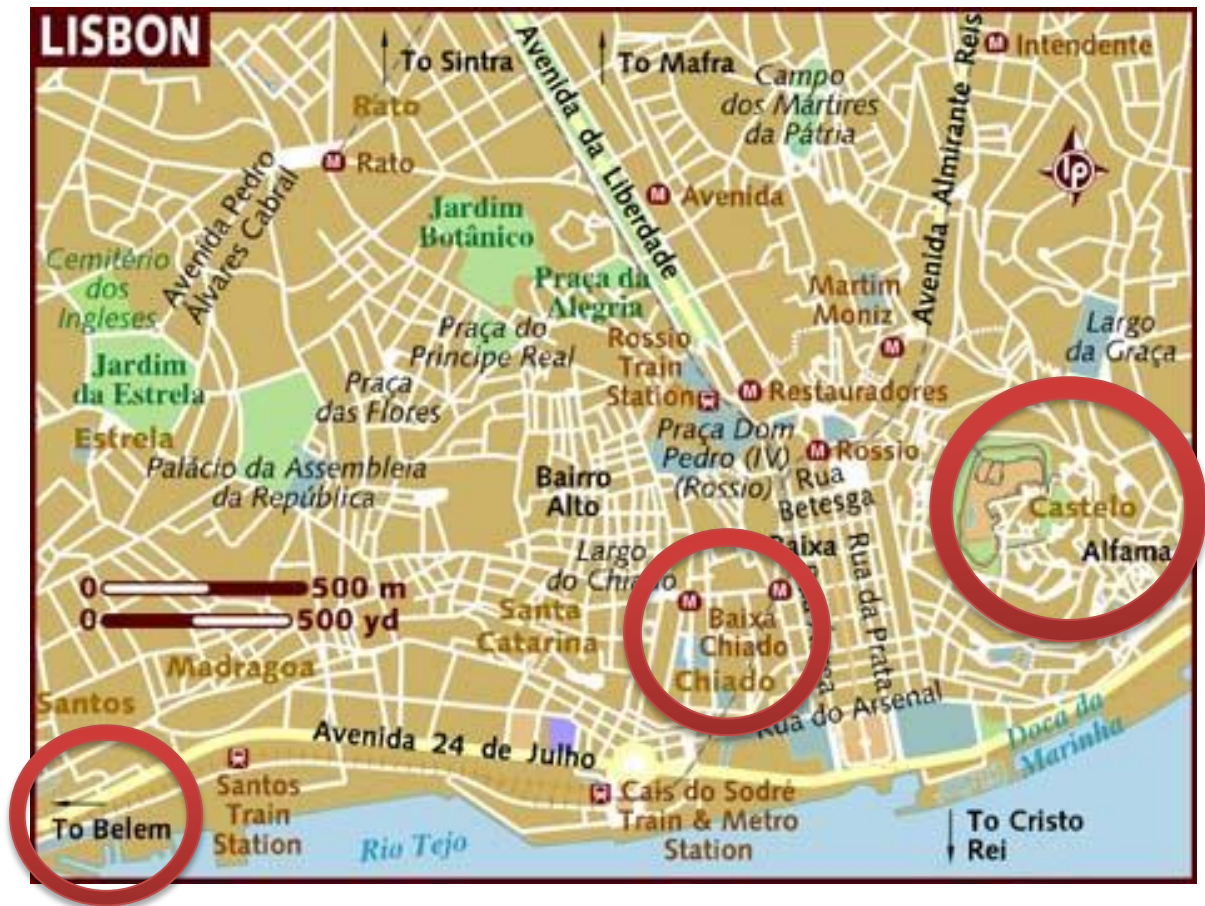 LISBON
To Sintra
To Mafra
Avenida da Liberdade
Campo
dos Mártires
da Pátria
Avenida Almirante Reis
Intendente
lp
Rato
Rato
Avenida Pedro
Álvares Cabral
Avenida
Jardim
Botânico
Cemitério
dos
Ingleses
Praça da
Alegria
Martim
Moniz
Largo
da Graça
Praça do
Principe Real
Rossio
Train
Station
Jardim
da Estrela
Praça
das Flores
Restauradores
Estrela
Praça Dom
Pedro (IV)
(Rossio)
Rossio
Palácio da Assembleia
da República
Bairro
Alto
Rua
Betesga
Castelo
Alfama
Baixa
Largo
do Chiado
Rua da Prata
0 500 m
0 500 yd
Santa
Catarina
Baixa
Chiado
Chiado
Madragoa
Santos
Rua do Arsenal
Doca da
Marinha
Avenida 24 de Julho
Santos
Train
Station
Cais do Sodré
Train & Metro
Station
To Belem
Rio Tejo
To Cristo
Rei